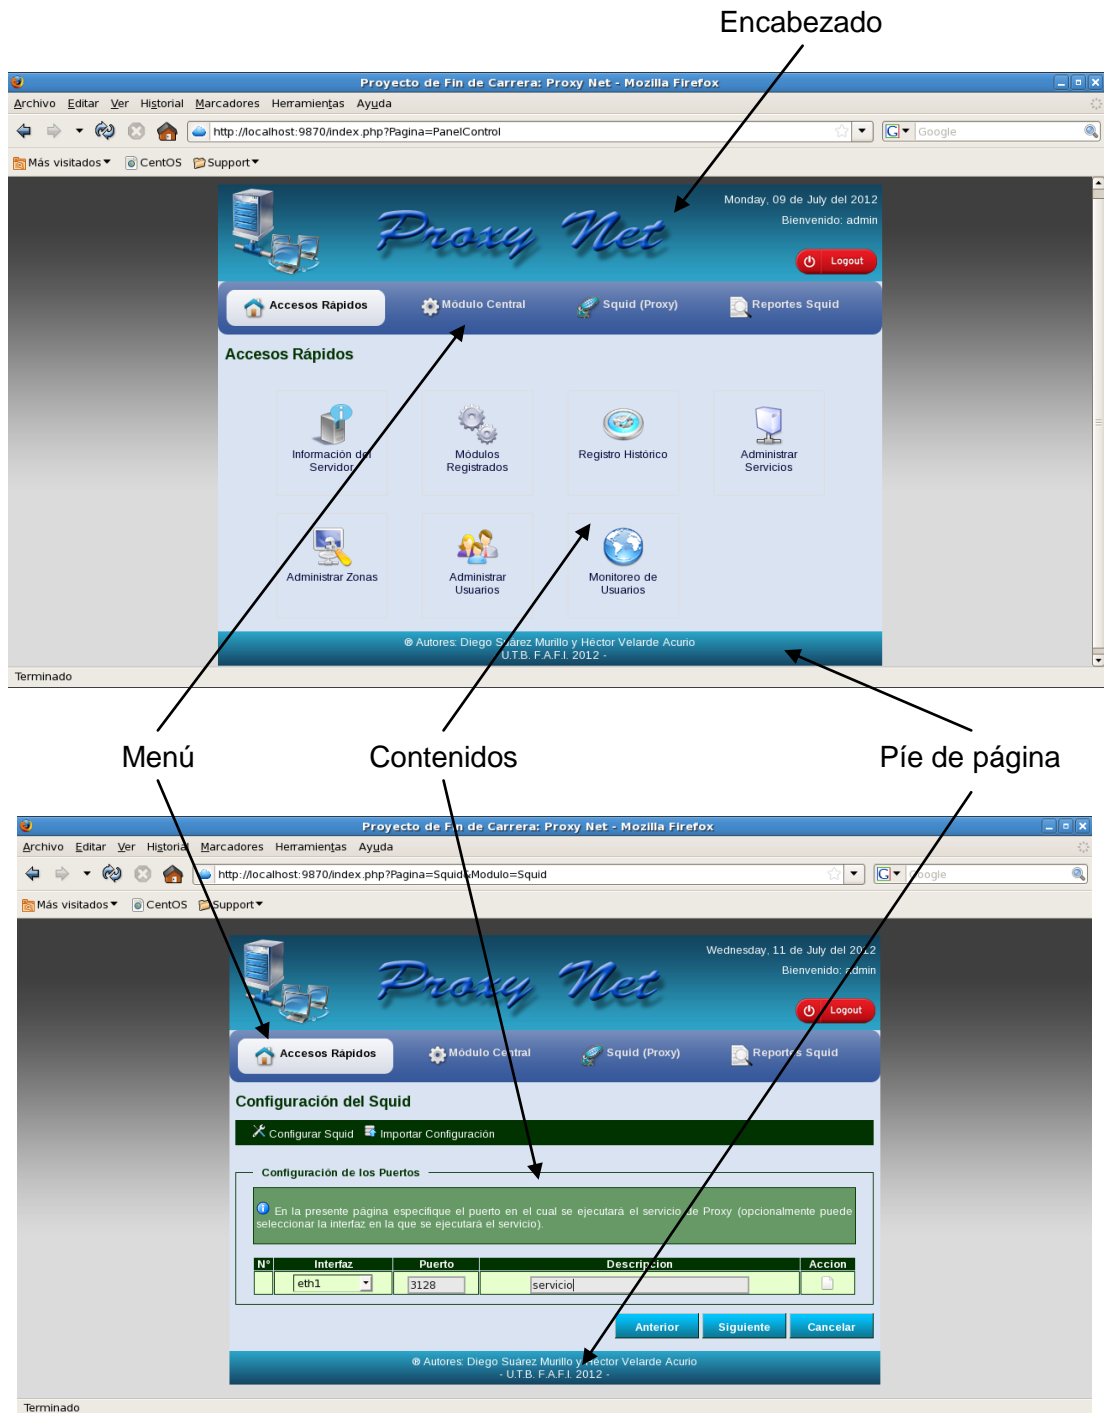 Encabezado
Proyecto de Fin de Carrera: Proxy Net - Mozilla Firefox
Archivo Editar Ver Historial Marcadores Herramientas Ayuda
http://localhost:9870/index.php?Pagina=PanelControl
Google
Más visitados CentOS Support
Monday, 09 de July del 2012
Bienvenido: admin
Proxy Net
Logout
Accesos Rápidos Módulo Central Squid (Proxy) Reportes Squid
Accesos Rápidos
Información del Servidor
Módulos Registrados
Registro Histórico
Administrar Servicios
Administrar Zonas
Administrar Usuarios
Monitoreo de Usuarios
® Autores: Diego Suárez Murillo y Héctor Velarde Acurio
- U.T.B. F.A.F.I. 2012 -
Terminado
Menú Contenidos Píe de página
Proyecto de Fin de Carrera: Proxy Net - Mozilla Firefox
Archivo Editar Ver Historial Marcadores Herramientas Ayuda
http://localhost:9870/index.php?Pagina=Squid&Modulo=Squid
Google
Más visitados CentOS Support
Wednesday, 11 de July del 2012
Bienvenido: admin
Proxy Net
Logout
Accesos Rápidos Módulo Central Squid (Proxy) Reportes Squid
Configuración del Squid
Configurar Squid Importar Configuración
Configuración de los Puertos
En la presente página especifique el puerto en el cual se ejecutará el servicio de Proxy (opcionalmente puede
seleccionar la interfaz en la que se ejecutará el servicio).
Nº Interfaz Puerto Descripcion Accion
eth1 3128 servicio
Anterior Siguiente Cancelar
® Autores: Diego Suárez Murillo y Héctor Velarde Acurio
- U.T.B. F.A.F.I. 2012 -
Terminado